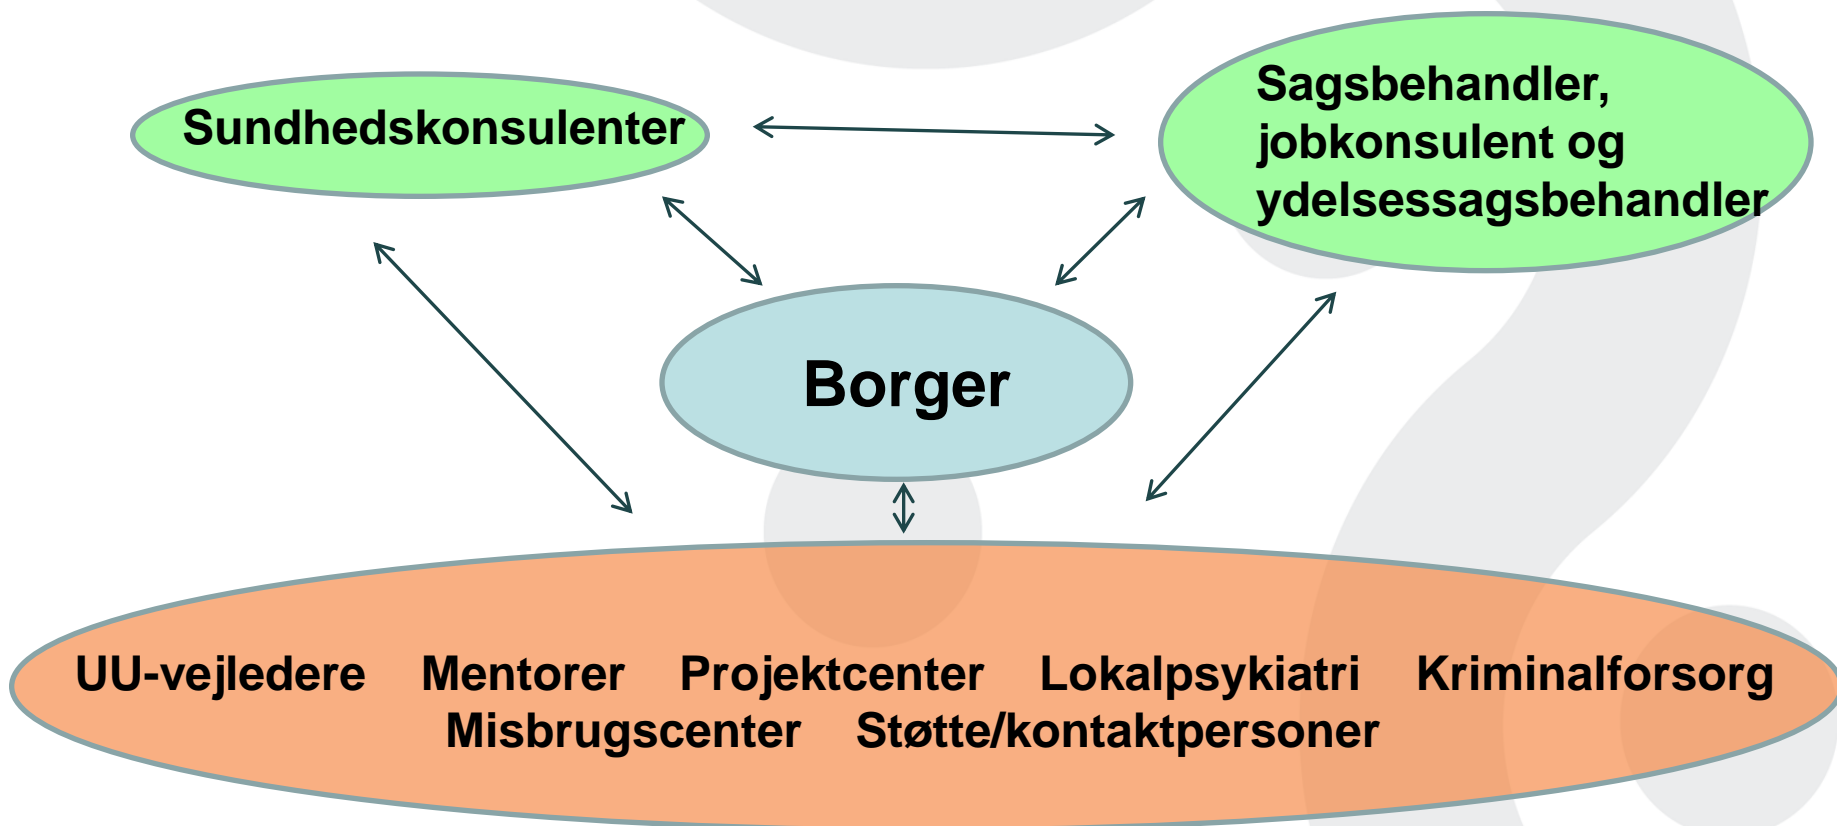 Sundhedskonsulenter
Sagsbehandler,
jobkonsulent og
ydelsessagsbehandler
Borger
UU-vejledere Mentorer Projektcenter Lokalpsykiatri Kriminalforsorg
Misbrugscenter Støtte/kontaktpersoner